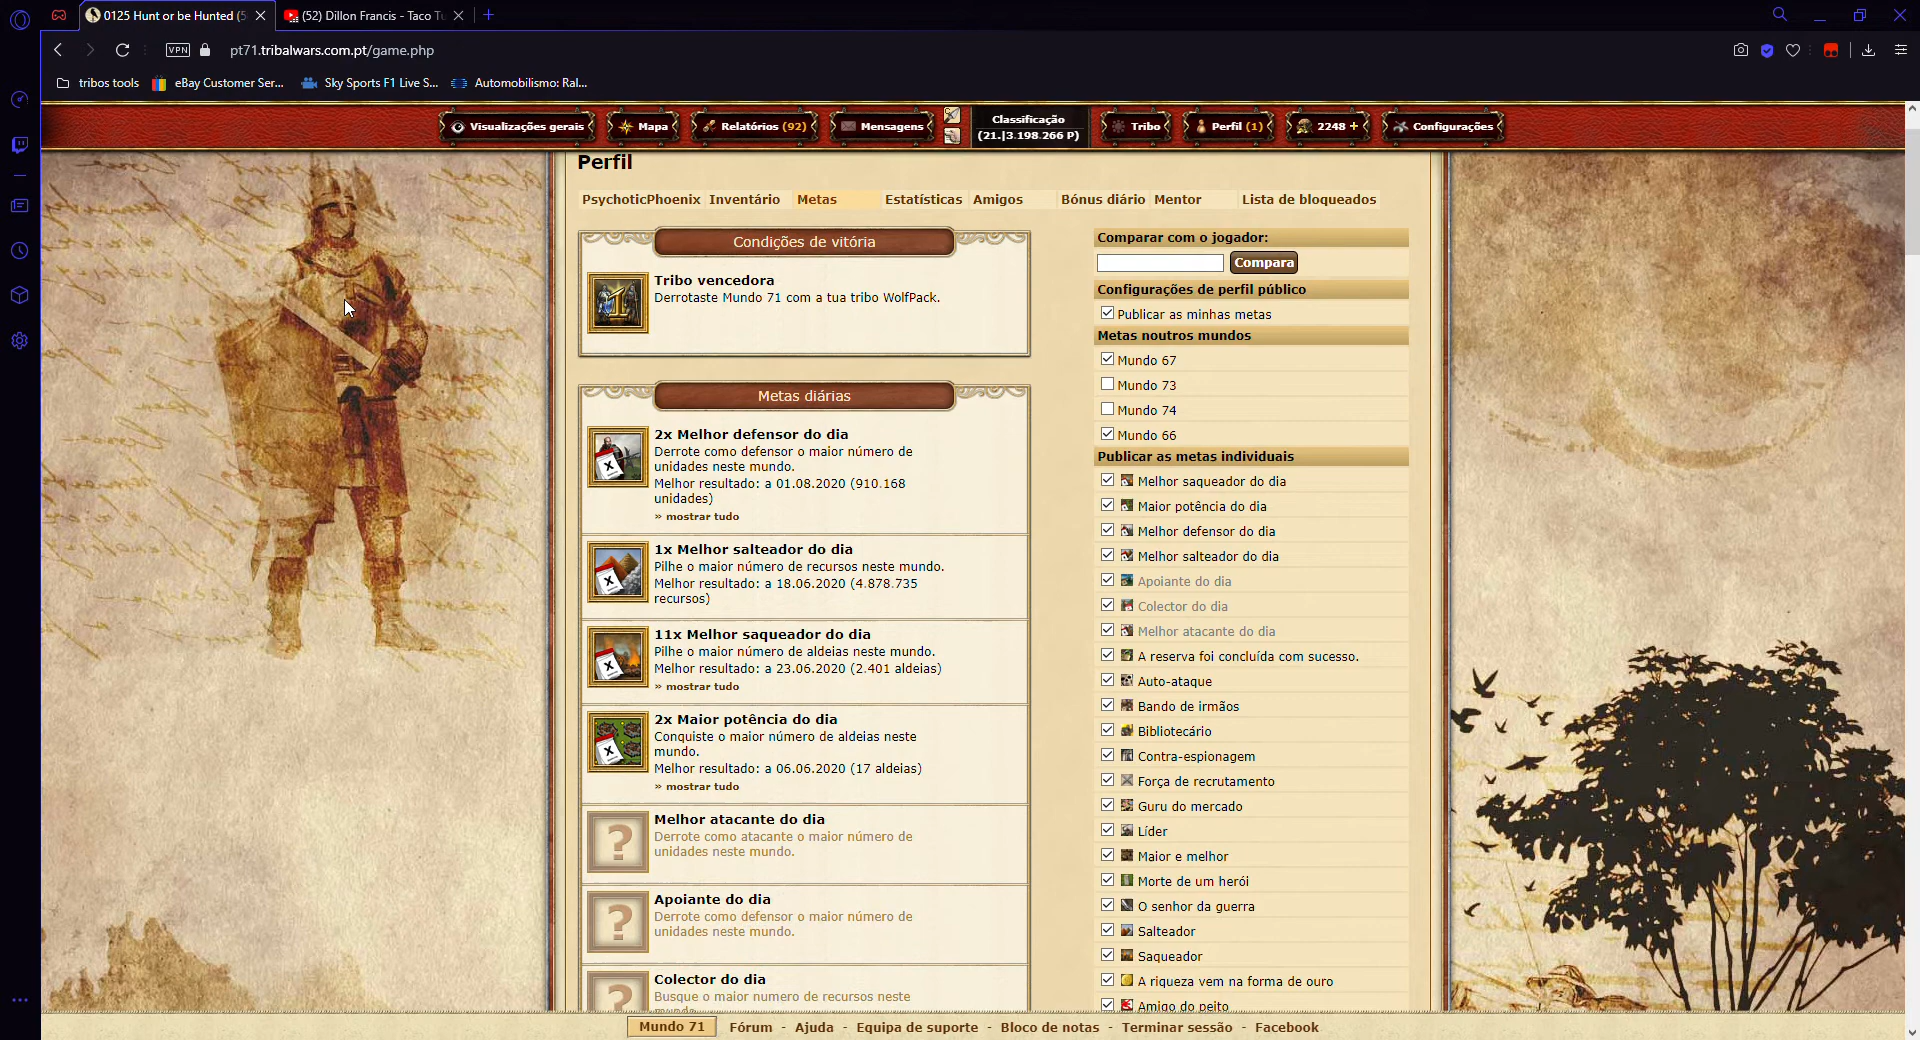 0125 Hunt or be Hunted (5
(52) Dillon Francis - Taco Tu
VPN
pt71.tribalwars.com.pt/game.php
tribos tools
eBay Customer Ser...
Sky Sports F1 Live S...
Automobilismo: Ral...
Visualizações gerais
Mapa
Relatórios (92)
Mensagens
Classificação
(21.|3.198.266 P)
Tribo
Perfil (1)
2248 +
Configurações
Perfil
PsychoticPhoenix Inventário Metas Estatísticas Amigos Bónus diário Mentor Lista de bloqueados
Condições de vitória
Tribo vencedora
Derrotaste Mundo 71 com a tua tribo WolfPack.
Metas diárias
2x Melhor defensor do dia
Derrote como defensor o maior número de
unidades neste mundo.
Melhor resultado: a 01.08.2020 (910.168
unidades)
» mostrar tudo
1x Melhor salteador do dia
Pilhe o maior número de recursos neste mundo.
Melhor resultado: a 18.06.2020 (4.878.735
recursos)
11x Melhor saqueador do dia
Pilhe o maior número de aldeias neste mundo.
Melhor resultado: a 23.06.2020 (2.401 aldeias)
» mostrar tudo
2x Maior potência do dia
Conquiste o maior número de aldeias neste
mundo.
Melhor resultado: a 06.06.2020 (17 aldeias)
» mostrar tudo
Melhor atacante do dia
Derrote como atacante o maior número de
unidades neste mundo.
Apoiante do dia
Derrote como defensor o maior número de
unidades neste mundo.
Colector do dia
Busque o maior numero de recursos neste
Comparar com o jogador:
Compara
Configurações de perfil público
Publicar as minhas metas
Metas noutros mundos
Mundo 67
Mundo 73
Mundo 74
Mundo 66
Publicar as metas individuais
Melhor saqueador do dia
Maior potência do dia
Melhor defensor do dia
Melhor salteador do dia
Apoiante do dia
Colector do dia
Melhor atacante do dia
A reserva foi concluída com sucesso.
Auto-ataque
Bando de irmãos
Bibliotecário
Contra-espionagem
Força de recrutamento
Guru do mercado
Líder
Maior e melhor
Morte de um herói
O senhor da guerra
Salteador
Saqueador
A riqueza vem na forma de ouro
Amigo do peito
Mundo 71 Fórum - Ajuda - Equipa de suporte - Bloco de notas - Terminar sessão - Facebook